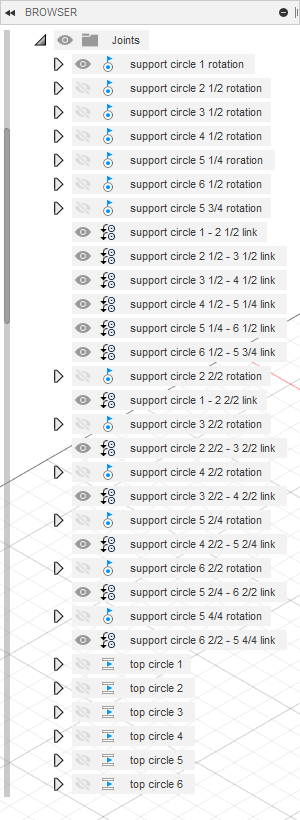 BROWSER
Joints
support circle 1 rotation
support circle 2 1/2 rotation
support circle 3 1/2 rotation
support circle 4 1/2 rotation
support circle 5 1/4 roration
support circle 6 1/2 rotation
support circle 5 3/4 rotation
support circle 1 - 2 1/2 link
support circle 2 1/2 - 3 1/2 link
support circle 3 1/2 - 4 1/2 link
support circle 4 1/2 - 5 1/4 link
support circle 5 1/4 - 6 1/2 link
support circle 6 1/2 - 5 3/4 link
support circle 2 2/2 rotation
support circle 1 - 2 2/2 link
support circle 3 2/2 rotation
support circle 2 2/2 - 3 2/2 link
support circle 4 2/2 rotation
support circle 3 2/2 - 4 2/2 link
support circle 5 2/4 rotation
support circle 4 2/2 - 5 2/4 link
support circle 6 2/2 rotation
support circle 5 2/4 - 6 2/2 link
support circle 5 4/4 rotation
support circle 6 2/2 - 5 4/4 link
top circle 1
top circle 2
top circle 3
top circle 4
top circle 5
top circle 6